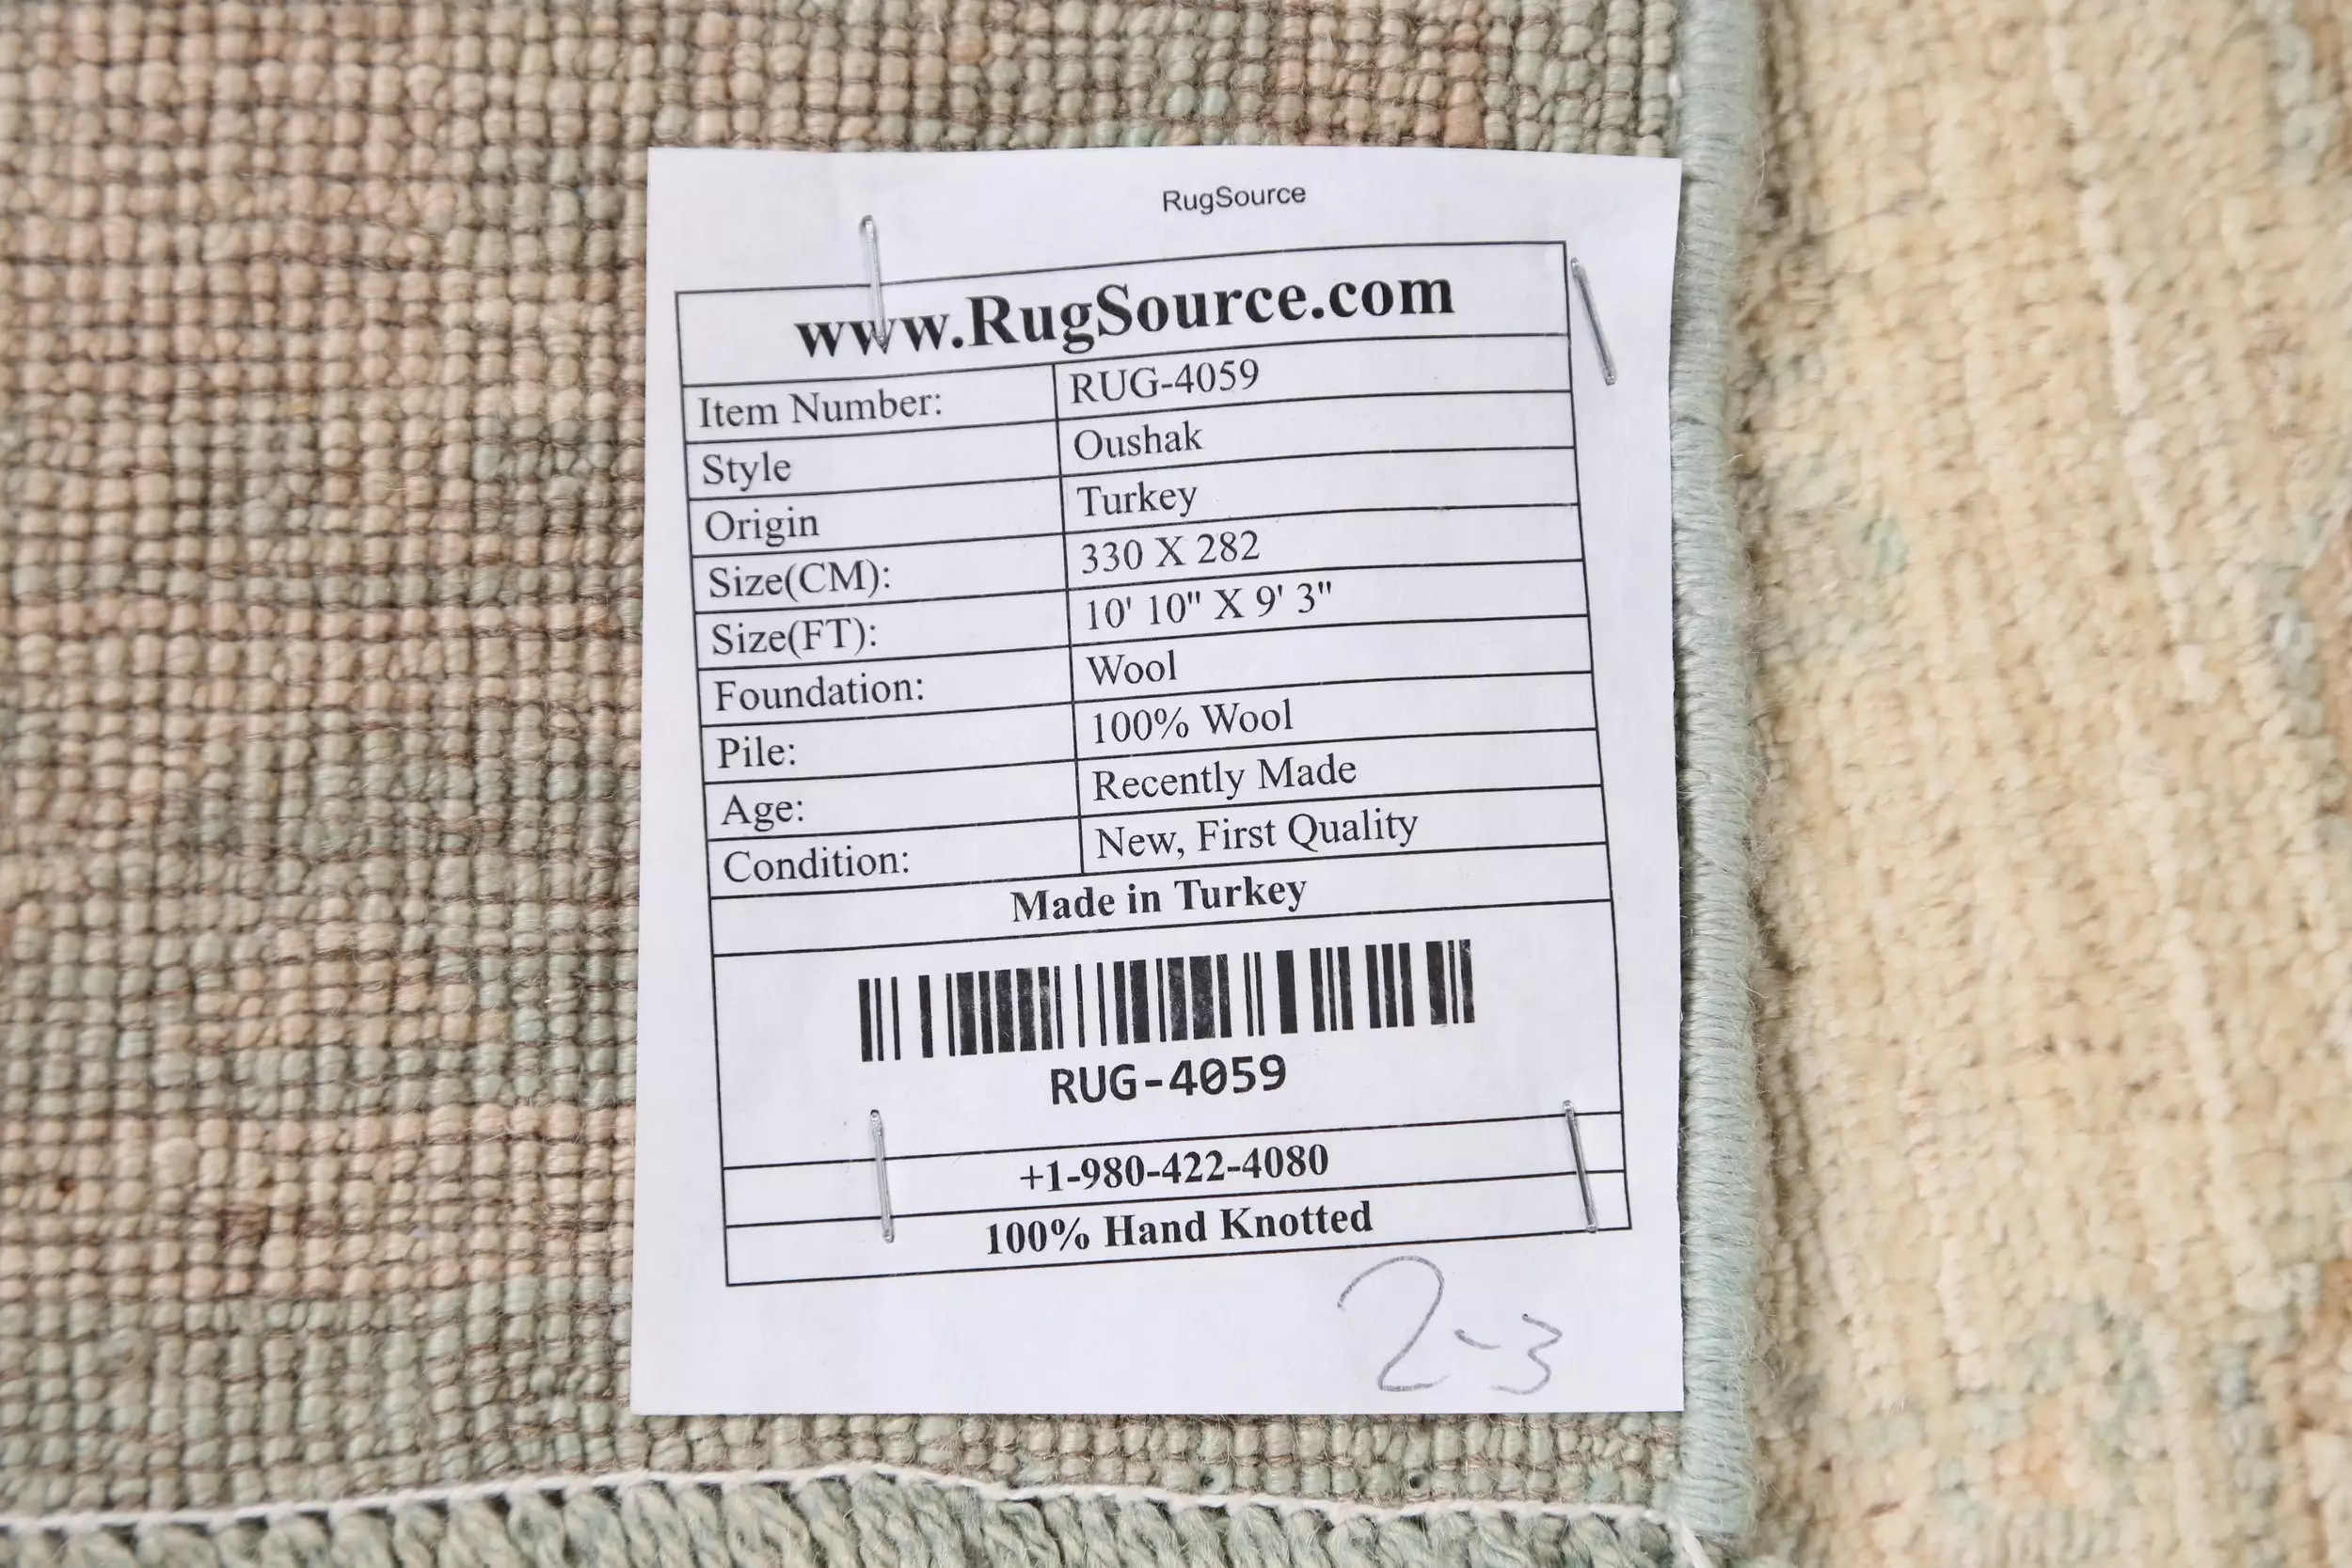 RugSource
www.RugSource.com
Item Number: RUG-4059
Style Oushak
Origin Turkey
Size(CM): 330 X 282
Size(FT): 10' 10" X 9' 3"
Foundation: Wool
Pile: 100% Wool
Age: Recently Made
Condition: New, First Quality
Made in Turkey
RUG-4059
+1-980-422-4080
100% Hand Knotted
2-3